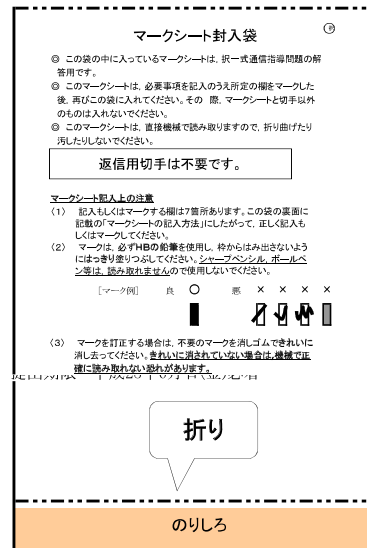 マークシート封入袋
◎ この袋の中に入っているマークシートは、択一式通信指導問題の解
答用です。
◎ このマークシートは、必要事項を記入のうえ所定の欄をマークした
後、再びこの袋に入れてください。その 際、マークシートと切手以外
のものは入れないでください。
◎ このマークシートは、直接機械で読み取りますので、折り曲げたり
汚したりしないでください。
返信用切手は不要です。
マークシート記入上の注意
(1) 記入もしくはマークする欄は7箇所あります。この袋の裏面に
記載の「マークシートの記入方法」にしたがって、正しく記入も
しくはマークしてください。
(2) マークは、必ずHBの鉛筆を使用し、枠からはみ出さないよう
にはっきり塗りつぶしてください。シャープペンシル、ボールペ
ン等は、読み取れませんので使用しないでください。
[マーク例] 良 ○ 悪 × × × ×
(3) マークを訂正する場合は、不要のマークを消しゴムできれいに
消し去ってください。きれいに消されていない場合は、機械で正
確に読み取れない恐れがあります。
折り
のりしろ